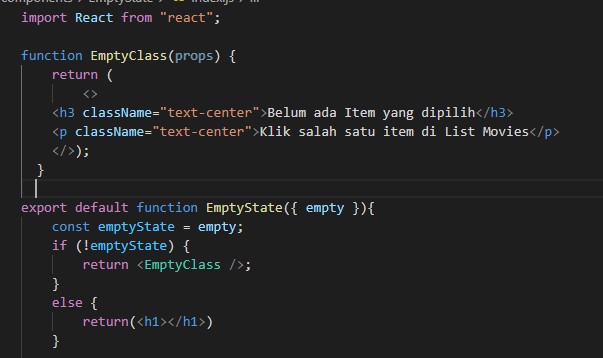 components > EmptyState > index.js > ...
import React from "react";
function EmptyClass(props) {
return (
<>
<h3 className="text-center">Belum ada Item yang dipilih</h3>
<p className="text-center">Klik salah satu item di List Movies</p>
</>);
}
export default function EmptyState({ empty }){
const emptyState = empty;
if (!emptyState) {
return <EmptyClass />;
}
else {
return(<h1></h1>)
}